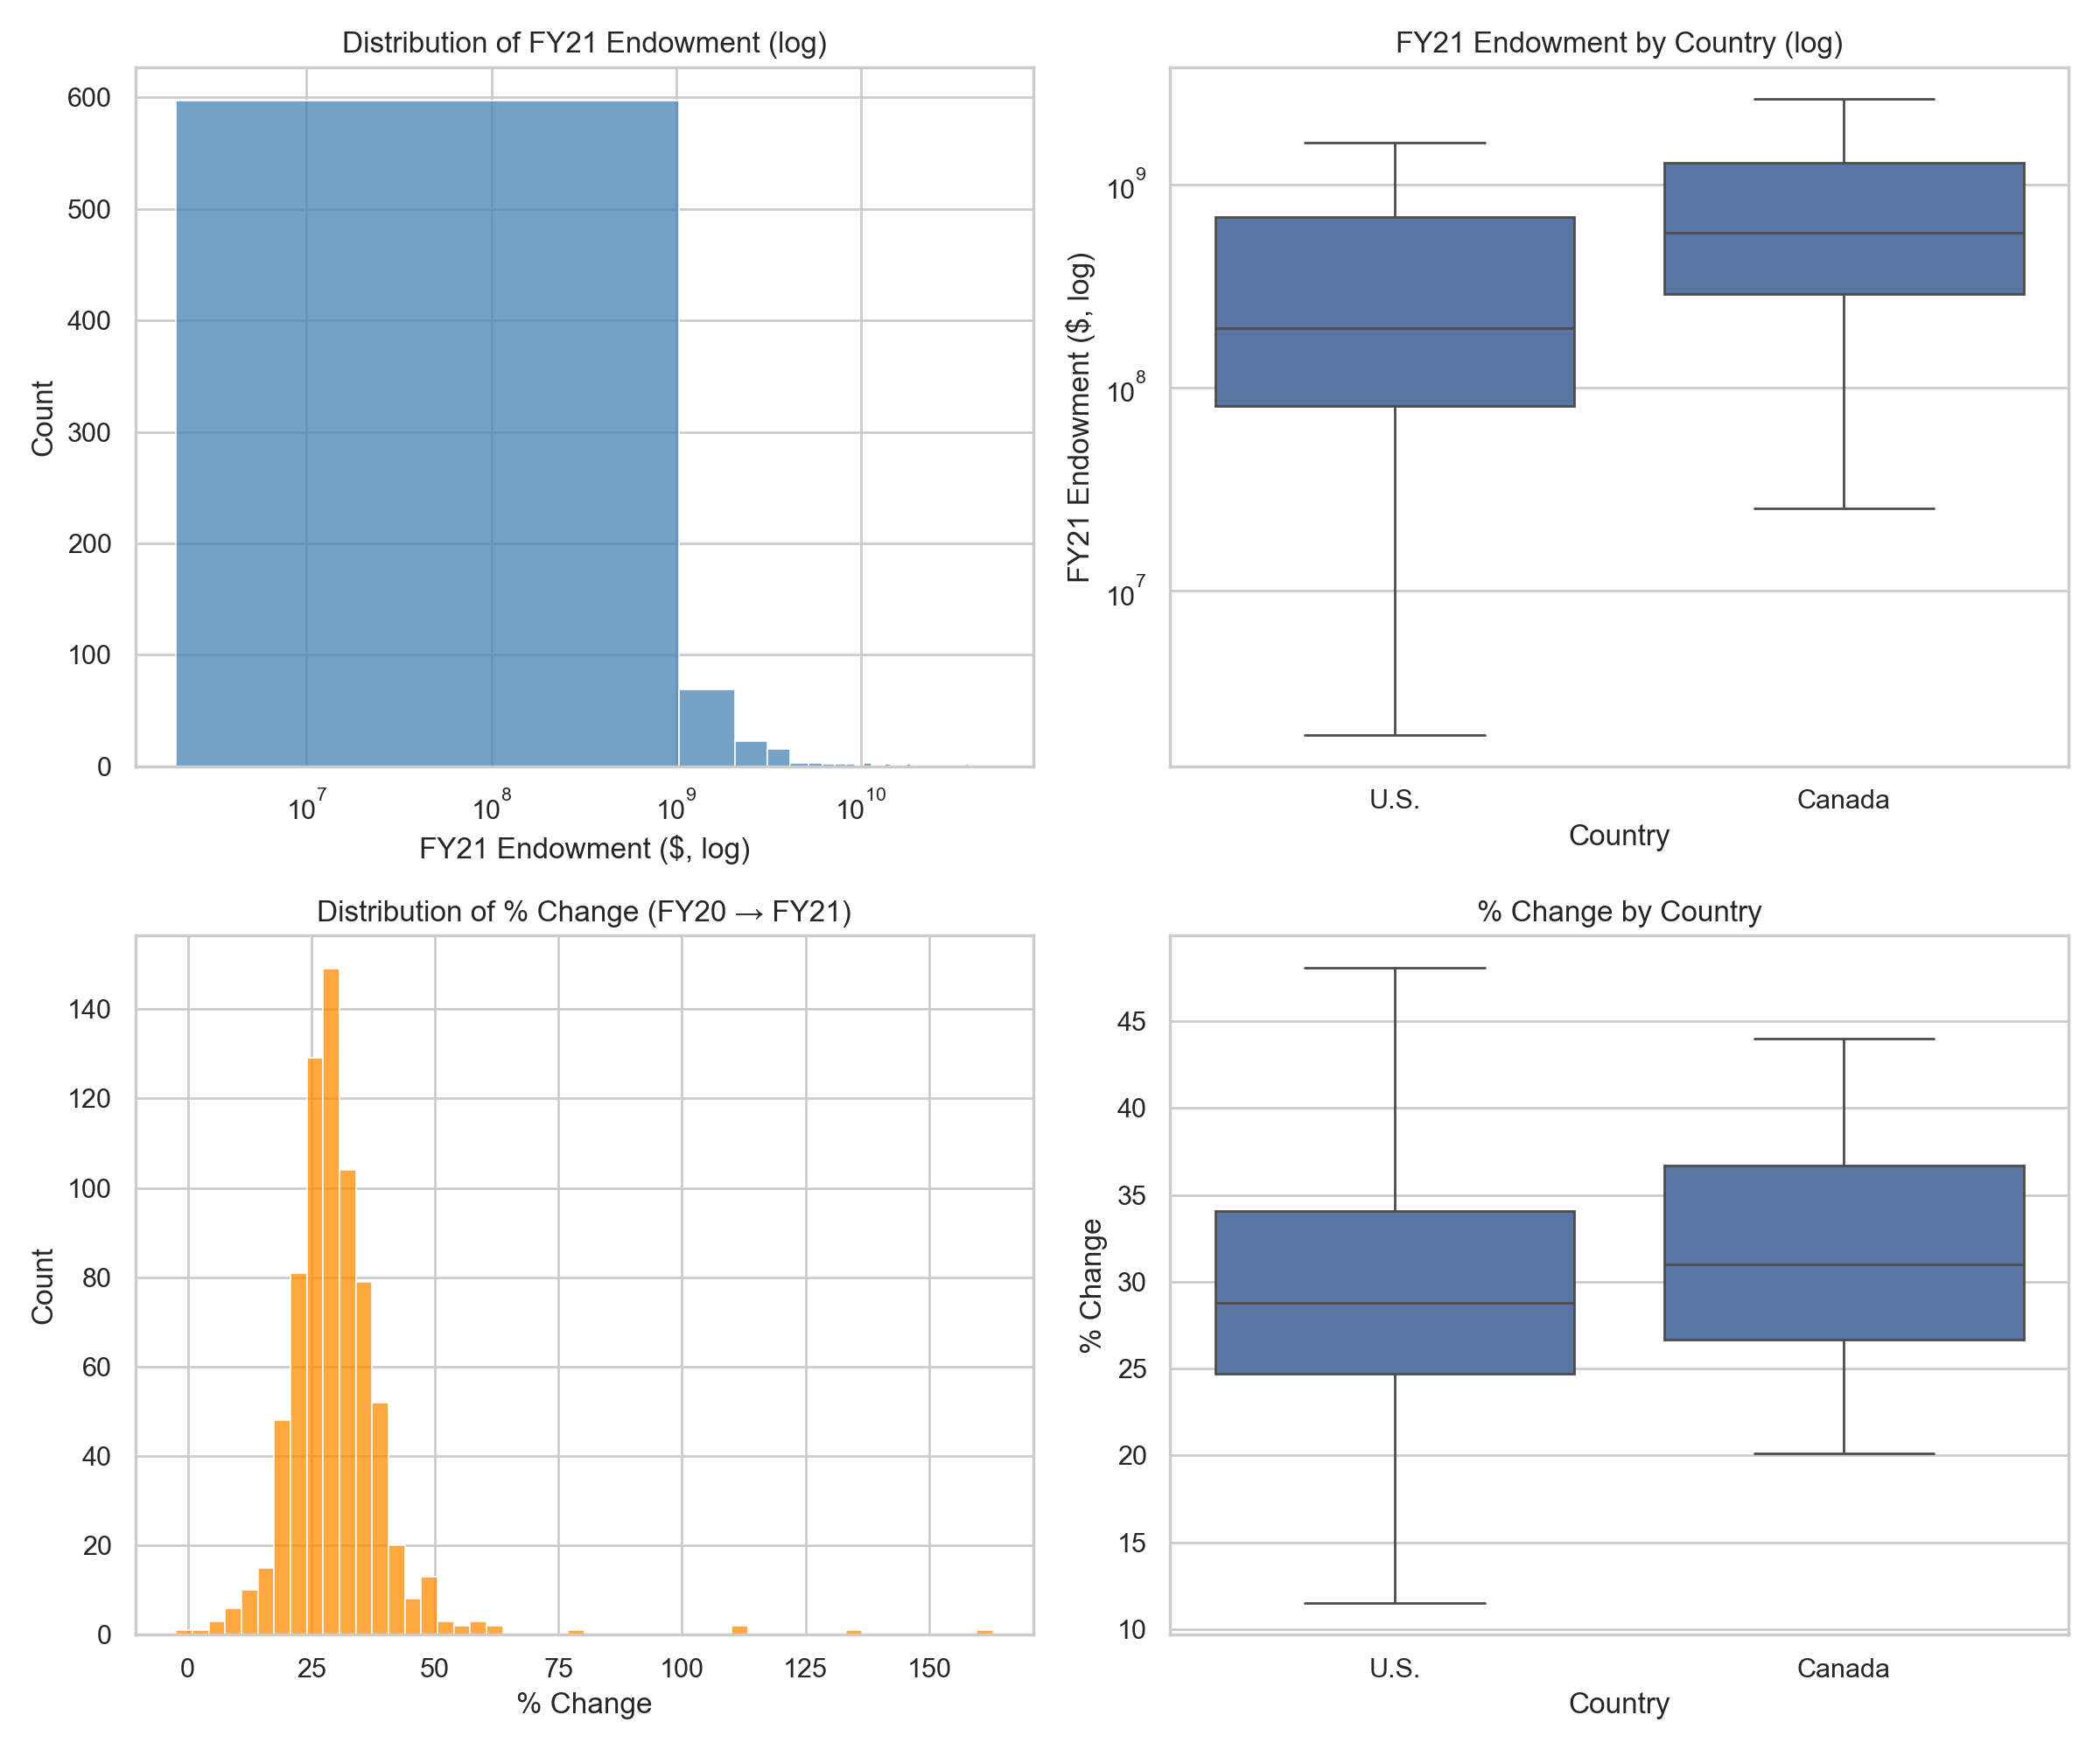 Distribution of FY21 Endowment (log)
Count
600
500
400
300
200
100
0
10^7 10^8 10^9 10^10
FY21 Endowment ($, log)
FY21 Endowment by Country (log)
FY21 Endowment ($, log)
10^9
10^8
10^7
U.S. Canada
Country
Distribution of % Change (FY20 → FY21)
Count
140
120
100
80
60
40
20
0
0 25 50 75 100 125 150
% Change
% Change by Country
% Change
45
40
35
30
25
20
15
10
U.S. Canada
Country